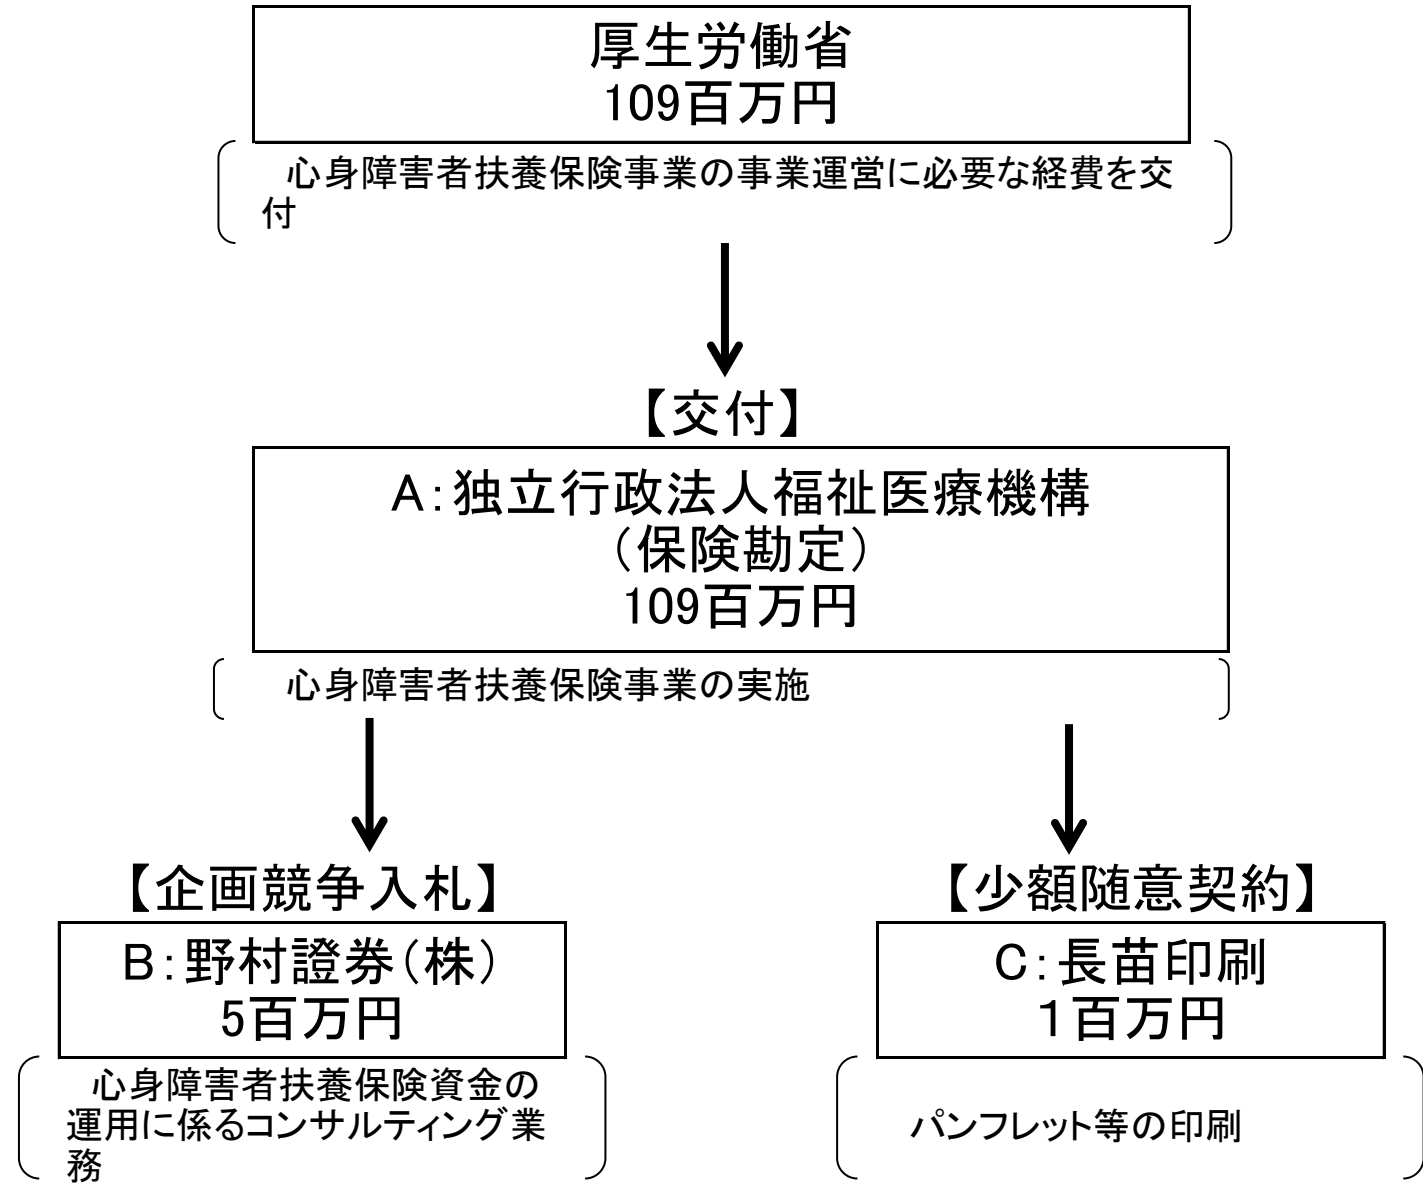 厚生労働省
109百万円
心身障害者扶養保険事業の事業運営に必要な経費を交
付
【交付】
A：独立行政法人福祉医療機構
（保険勘定）
109百万円
心身障害者扶養保険事業の実施
【企画競争入札】
B：野村證券（株）
5百万円
心身障害者扶養保険資金の
運用に係るコンサルティング業
務
【少額随意契約】
C：長苗印刷
１百万円
パンフレット等の印刷